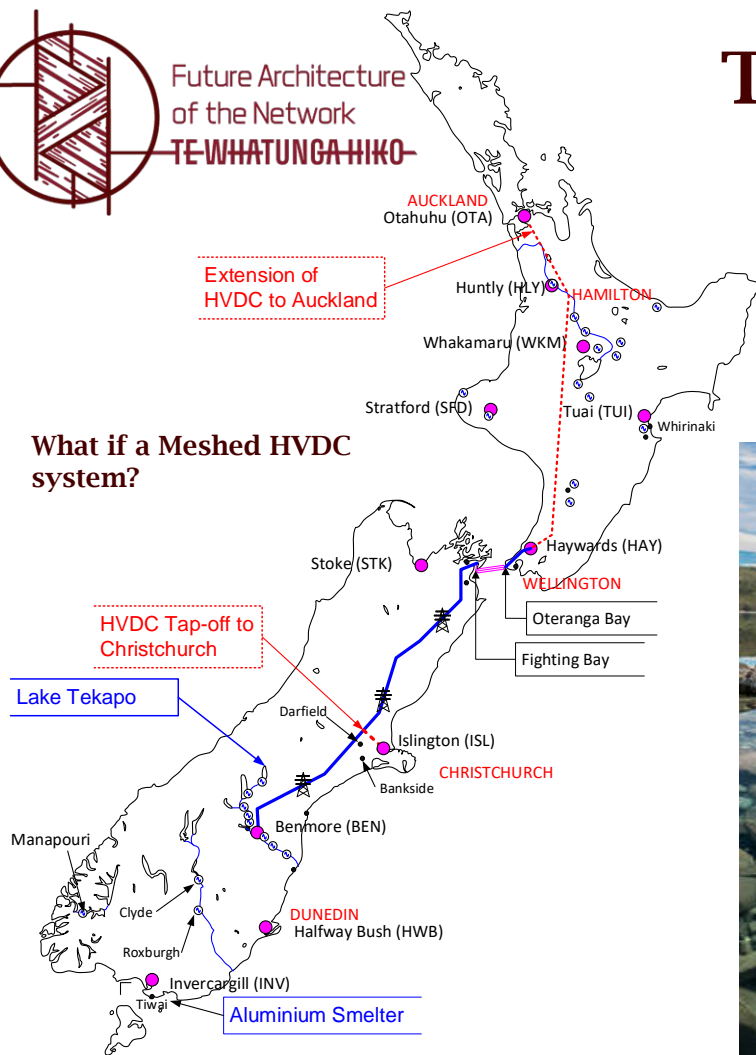 Future Architecture
of the Network
TE WHATUNGA HIKO
T
AUCKLAND
Otahuhu (OTA)
Extension of
HVDC to Auckland
Huntly (HLY)
HAMILTON
Whakamaru (WKM)
Stratford (SFD)
Tuai (TUI)
Whirinaki
What if a Meshed HVDC
system?
Haywards (HAY)
Stoke (STK)
WELLINGTON
Oteranga Bay
HVDC Tap-off to
Christchurch
Fighting Bay
Lake Tekapo
Darfield
Islington (ISL)
CHRISTCHURCH
Bankside
Benmore (BEN)
Manapouri
Clyde
DUNEDIN
Halfway Bush (HWB)
Roxburgh
Invercargill (INV)
Tiwai
Aluminium Smelter